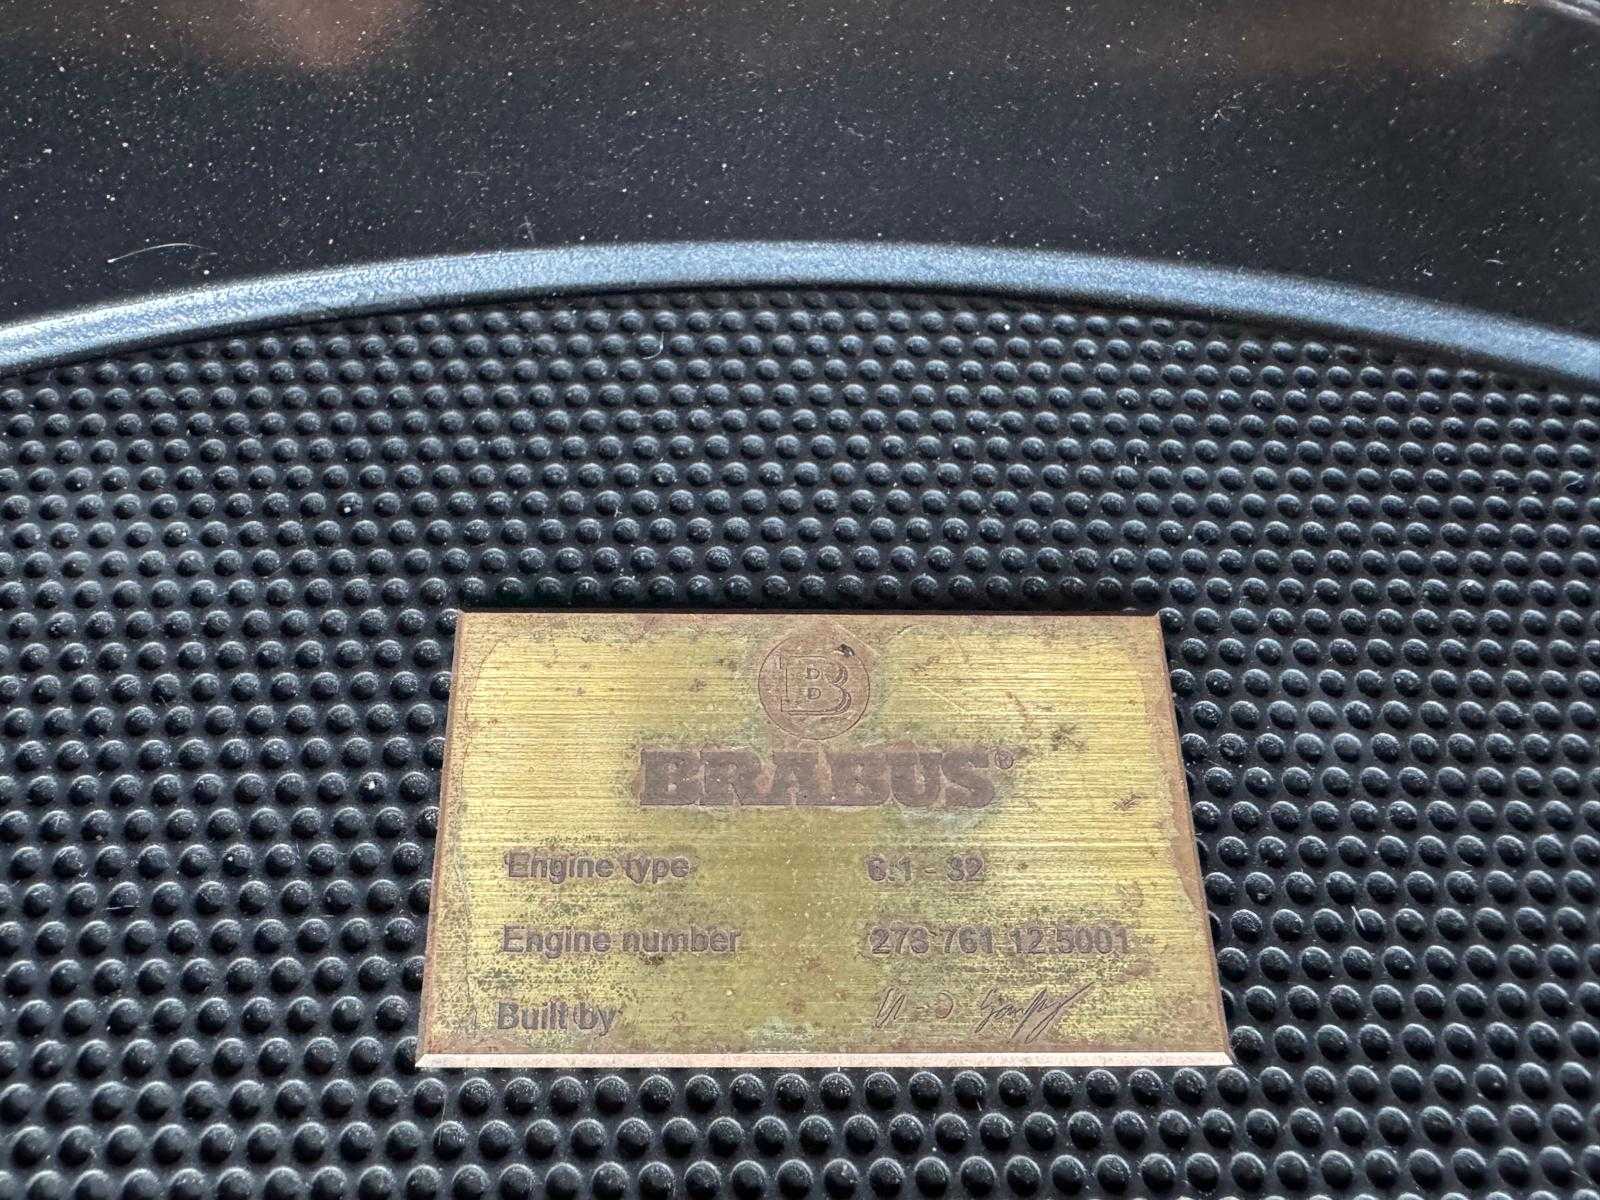 B
BRABUS®
Engine type 6.1 - 32
Engine number 273 761 12.5001
Built by